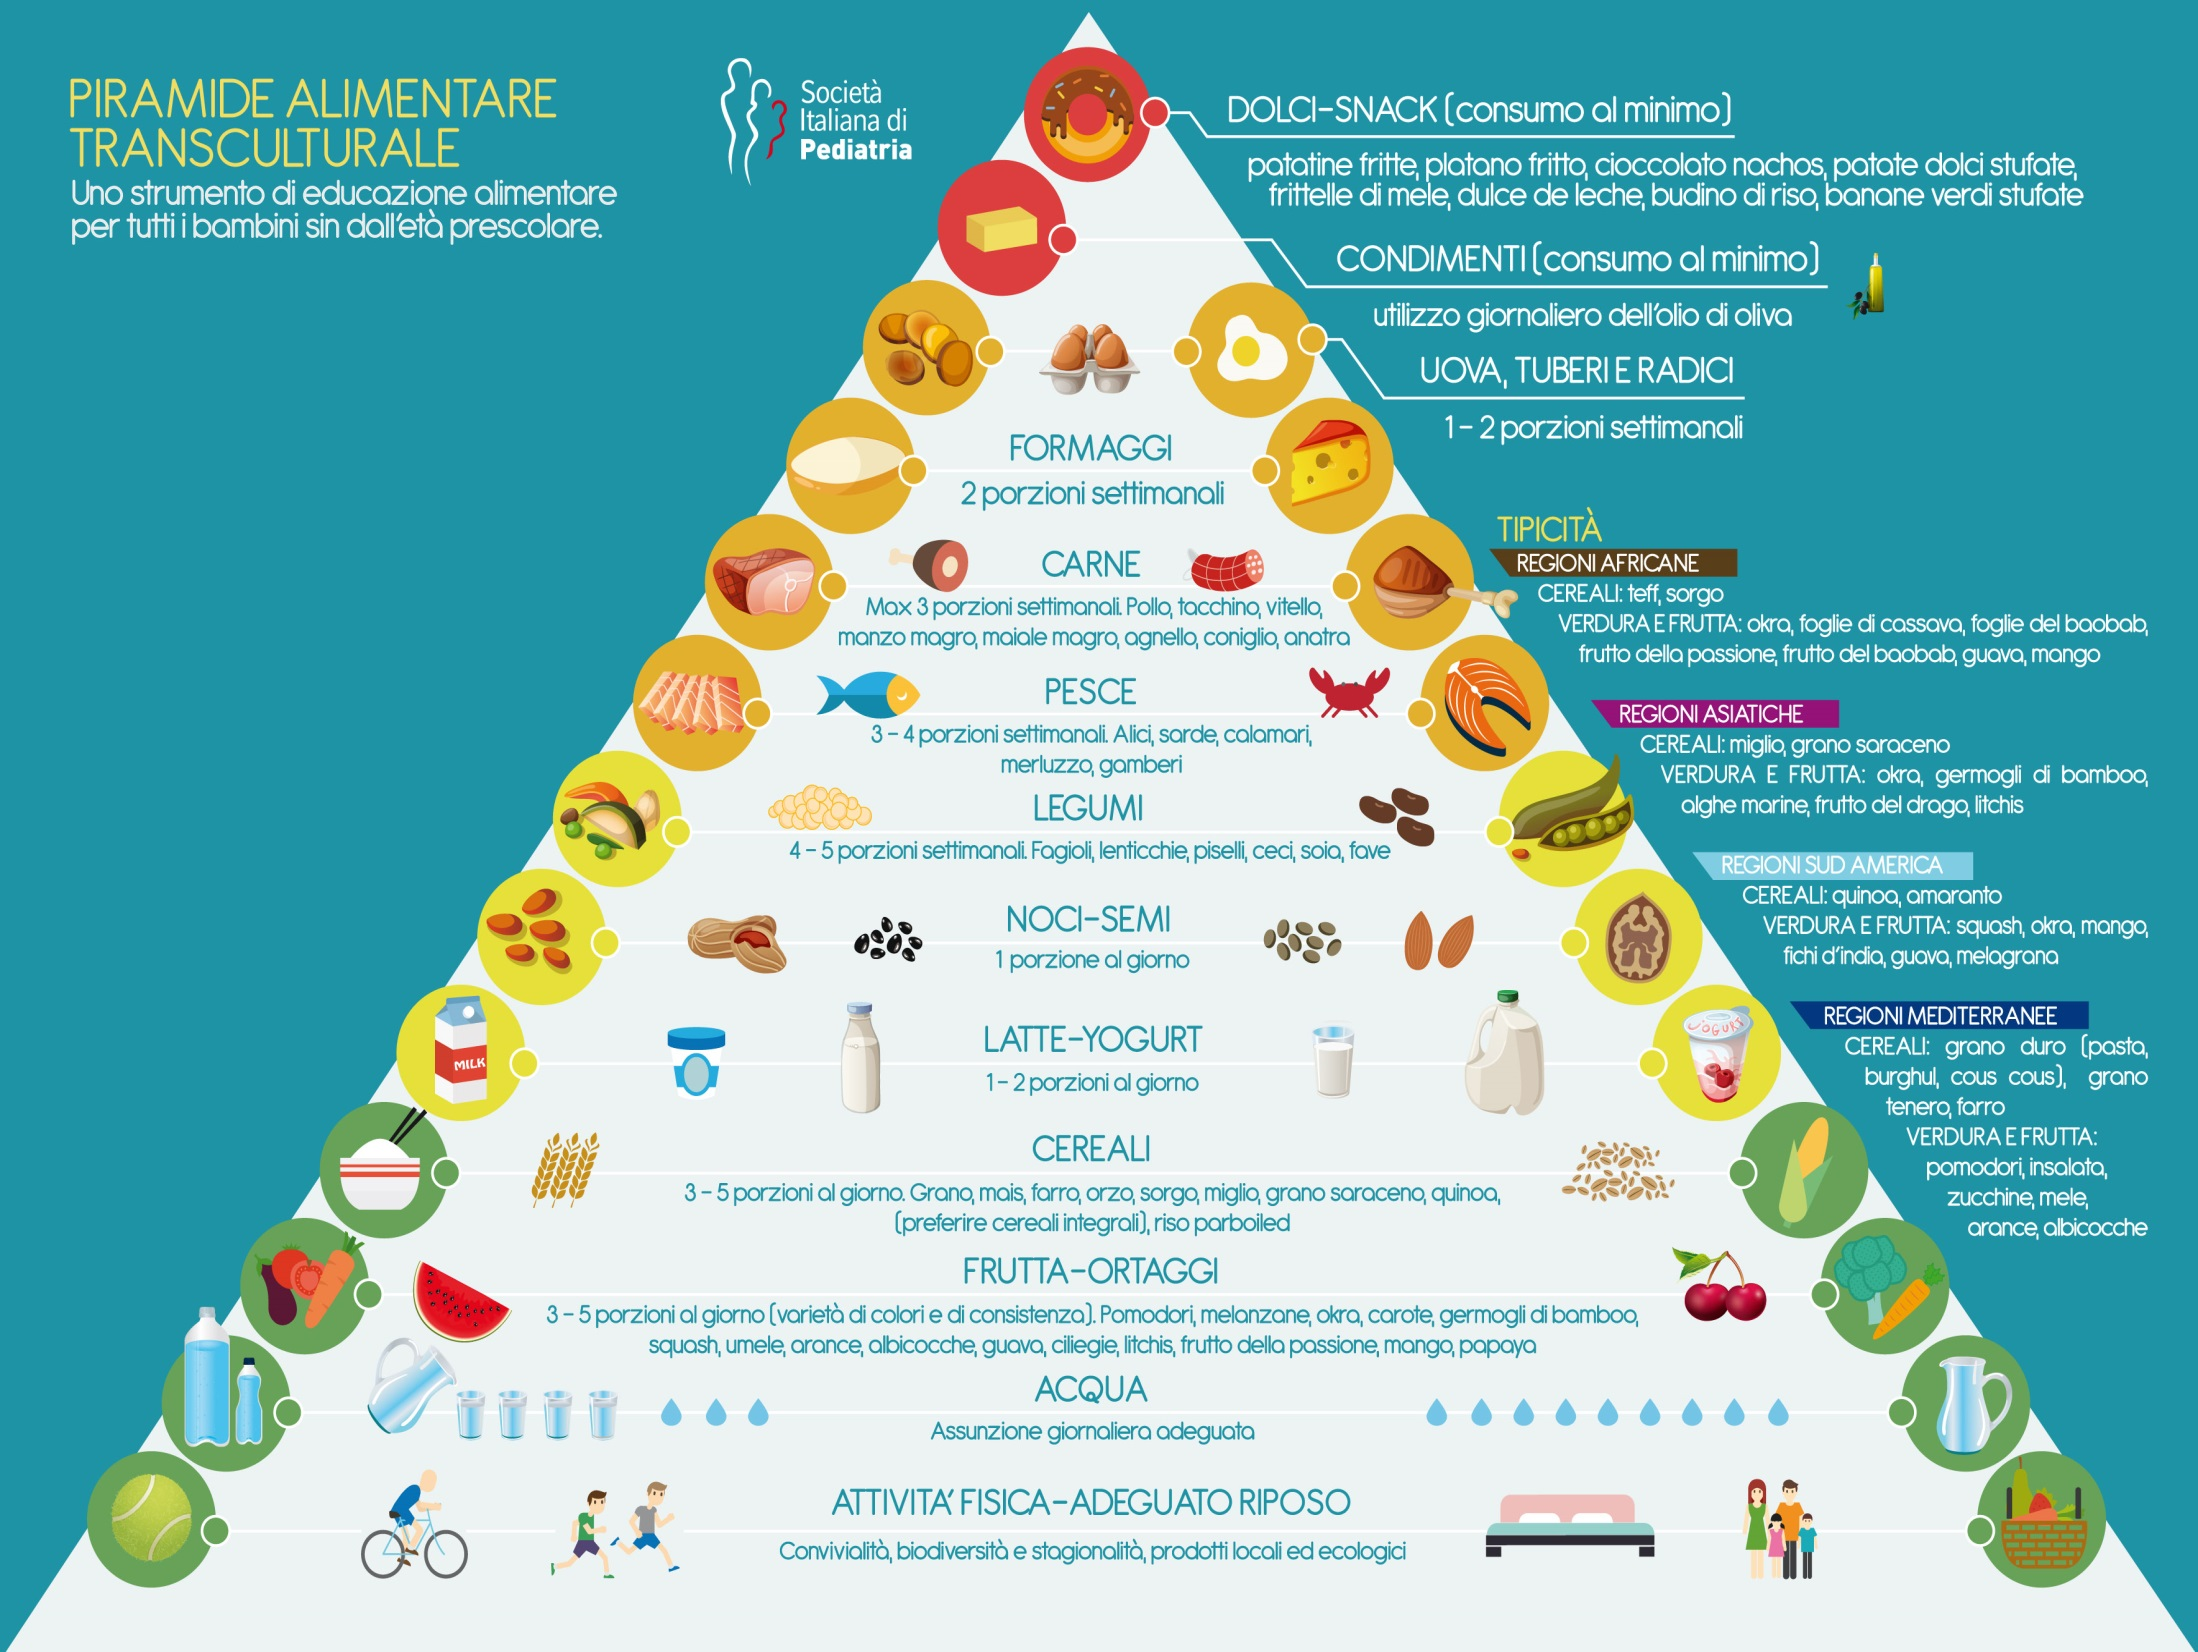 PIRAMIDE ALIMENTARE
TRANSCULTURALE
Uno strumento di educazione alimentare
per tutti i bambini sin dall'età prescolare.
Società
Italiana di
Pediatria
DOLCI-SNACK (consumo al minimo)
patatine fritte, platano fritto, cioccolato nachos, patate dolci stufate,
frittelle di mele, dulce de leche, budino di riso, banane verdi stufate
CONDIMENTI (consumo al minimo)
utilizzo giornaliero dell'olio di oliva
UOVA, TUBERI E RADICI
1 - 2 porzioni settimanali
FORMAGGI
2 porzioni settimanali
CARNE
Max 3 porzioni settimanali. Pollo, tacchino, vitello,
manzo magro, maiale magro, agnello, coniglio, anatra
PESCE
3 - 4 porzioni settimanali. Alici, sarde, calamari,
merluzzo, gamberi
LEGUMI
4 - 5 porzioni settimanali. Fagioli, lenticchie, piselli, ceci, soia, fave
NOCI-SEMI
1 porzione al giorno
MILK
LATTE-YOGURT
1 - 2 porzioni al giorno
YOGURT
CEREALI
3 - 5 porzioni al giorno. Grano, mais, farro, orzo, sorgo, miglio, grano saraceno, quinoa,
(preferire cereali integrali), riso parboiled
FRUTTA-ORTAGGI
3 - 5 porzioni al giorno (varietà di colori e di consistenza). Pomodori, melanzane, okra, carote, germogli di bamboo,
squash, umele, arance, albicocche, guava, ciliegie, litchis, frutto della passione, mango, papaya
ACQUA
Assunzione giornaliera adeguata
ATTIVITA' FISICA-ADEGUATO RIPOSO
Convivialità, biodiversità e stagionalità, prodotti locali ed ecologici
TIPICITÀ
REGIONI AFRICANE
CEREALI: teff, sorgo
VERDURA E FRUTTA: okra, foglie di cassava, foglie del baobab,
frutto della passione, frutto del baobab, guava, mango
REGIONI ASIATICHE
CEREALI: miglio, grano saraceno
VERDURA E FRUTTA: okra, germogli di bamboo,
alghe marine, frutto del drago, litchis
REGIONI SUD AMERICA
CEREALI: quinoa, amaranto
VERDURA E FRUTTA: squash, okra, mango,
fichi d'india, guava, melagrana
REGIONI MEDITERRANEE
CEREALI: grano duro (pasta,
burghul, cous cous), grano
tenero, farro
VERDURA E FRUTTA:
pomodori, insalata,
zucchine, mele,
arance, albicocche